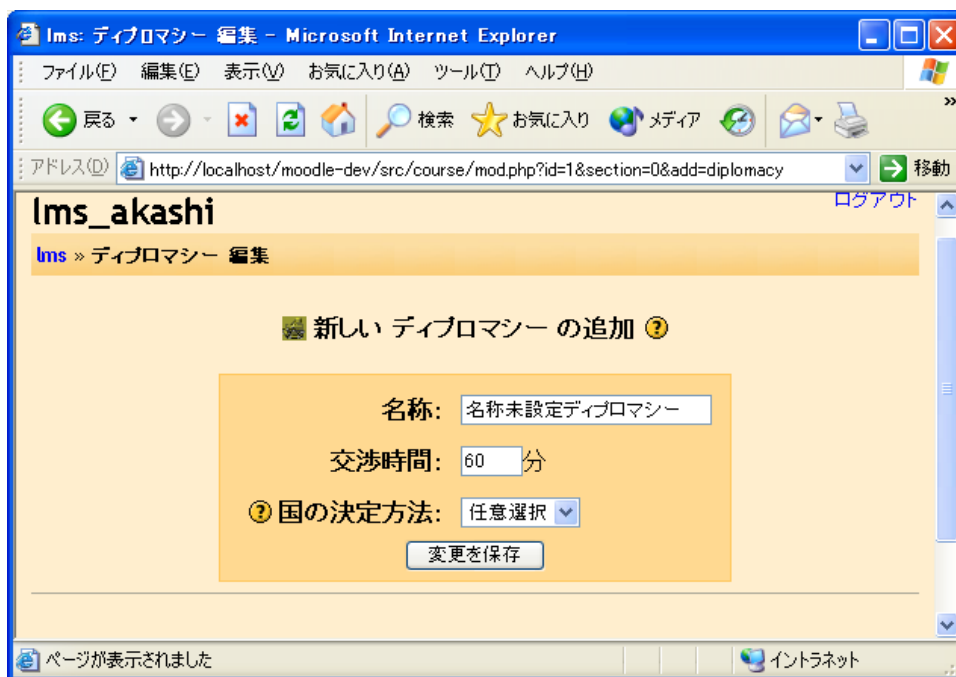 lms: ディプロマシー 編集 - Microsoft Internet Explorer
ファイル(F) 編集(E) 表示(V) お気に入り(A) ツール(T) ヘルプ(H)
戻る 検索 お気に入り メディア »
アドレス(D) http://localhost/moodle-dev/src/course/mod.php?id=1&section=0&add=diplomacy 移動
ログアウト
lms_akashi
lms » ディプロマシー 編集
新しい ディプロマシー の追加 ?
名称: 名称未設定ディプロマシー
交渉時間: 60 分
? 国の決定方法: 任意選択
変更を保存
ページが表示されました イントラネット